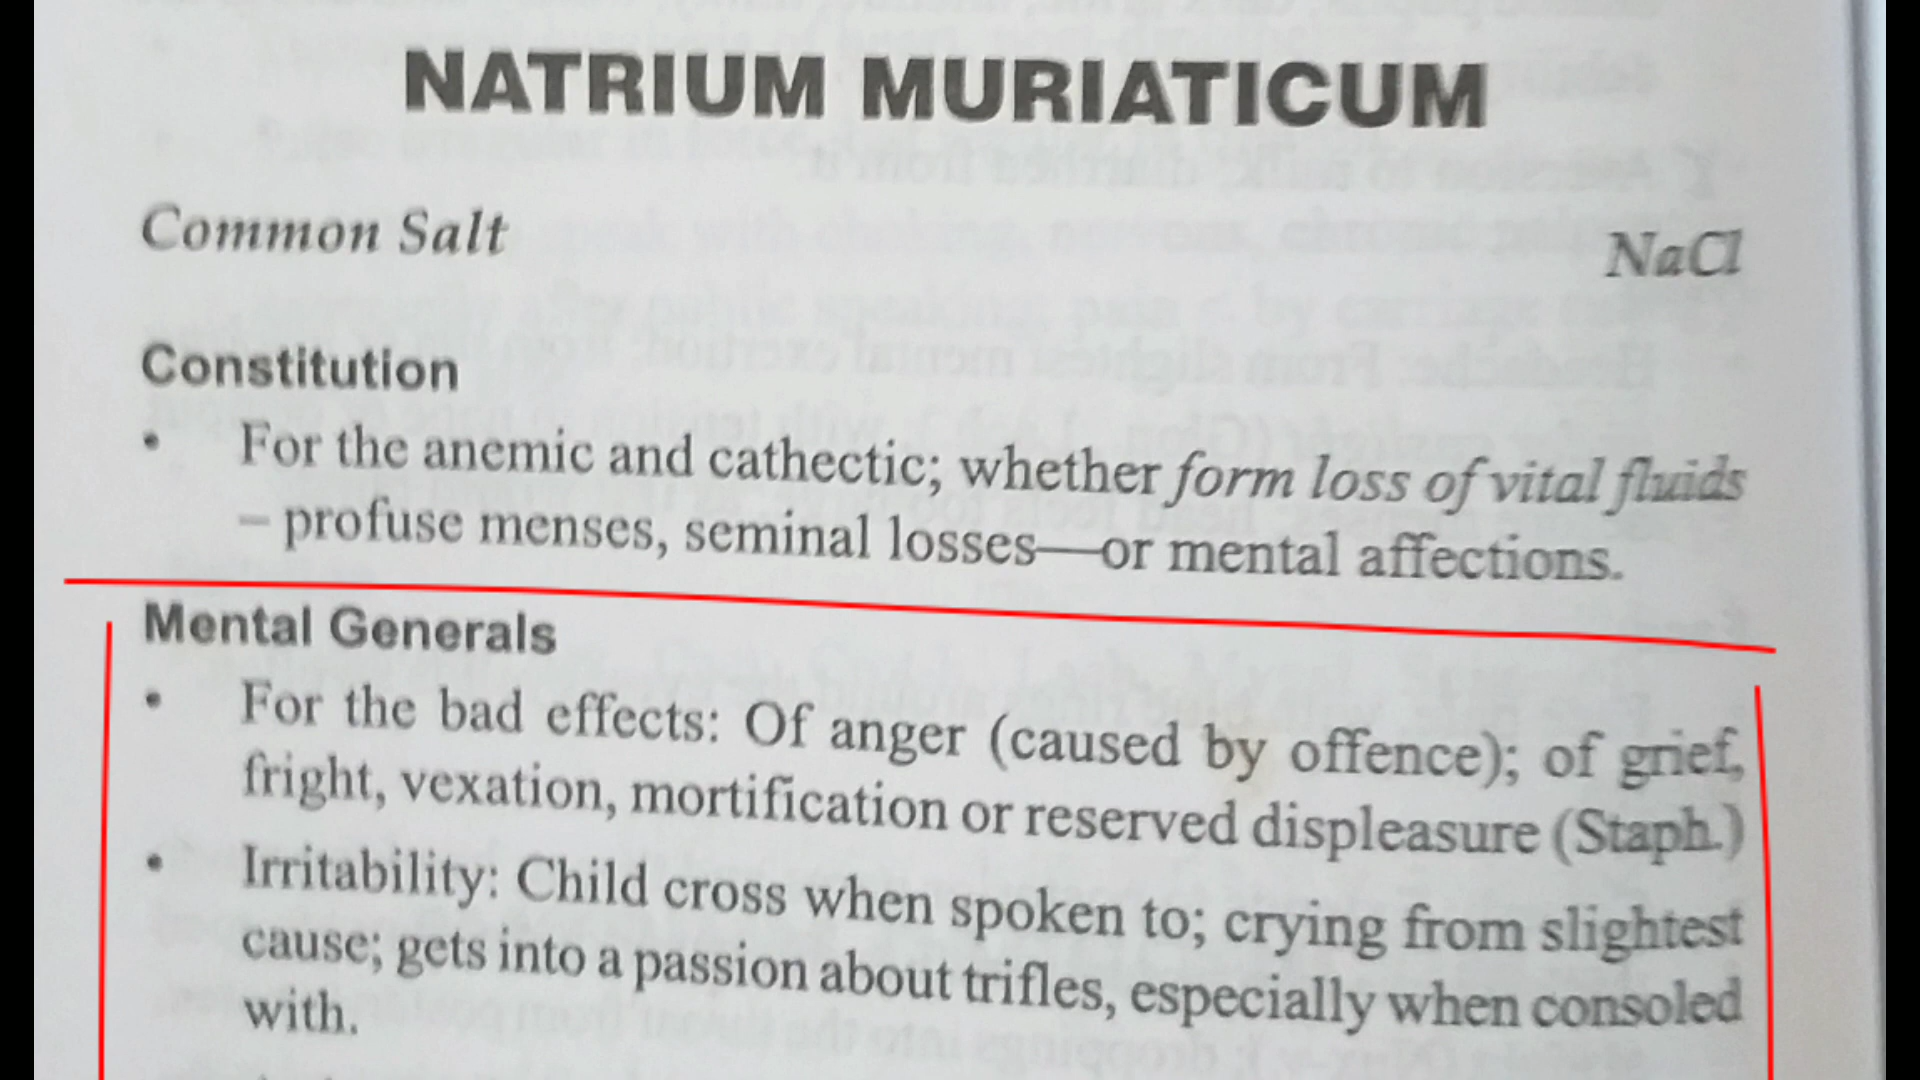 NATRIUM MURIATICUM
Common Salt NaCl
Constitution
• For the anemic and cathectic; whether form loss of vital fluids
– profuse menses, seminal losses—or mental affections.
Mental Generals
• For the bad effects: Of anger (caused by offence); of grief,
fright, vexation, mortification or reserved displeasure (Staph.)
• Irritability: Child cross when spoken to; crying from slightest
cause; gets into a passion about trifles, especially when consoled
with.